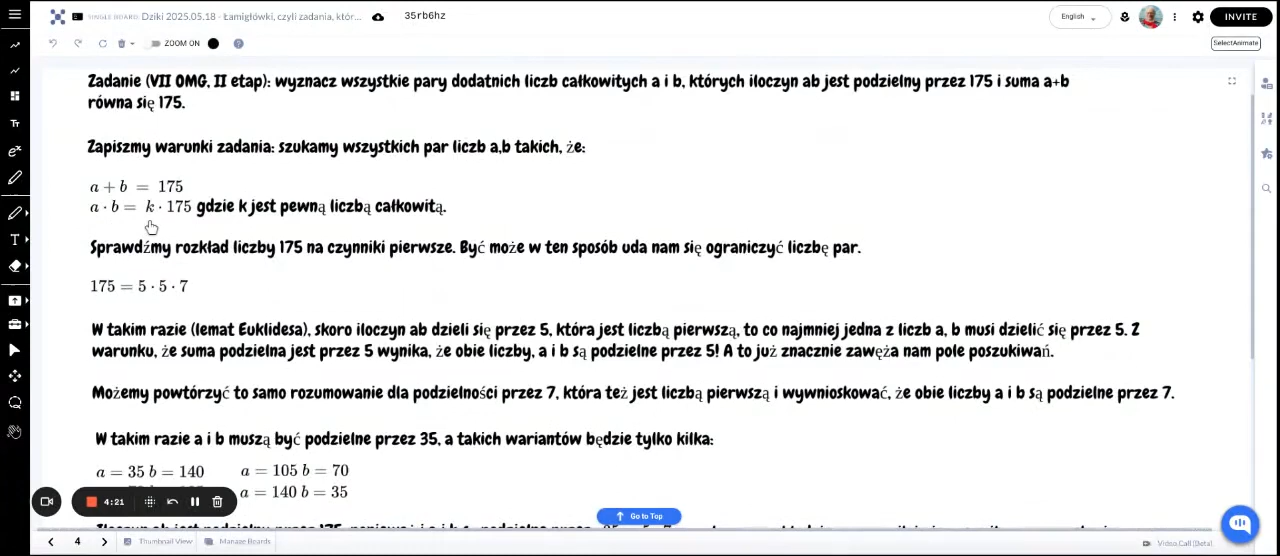 SINGLE BOARD: Dziki 2025.05.18 - Łamigłówki, czyli zadania, któr... 35rb6hz English INVITE
ZOOM ON SelectAnimate
Zadanie (VII OMG, II etap): wyznacz wszystkie pary dodatnich liczb całkowitych a i b, których iloczyn ab jest podzielny przez 175 i suma a+b
równa się 175.
Zapiszmy warunki zadania: szukamy wszystkich par liczb a,b takich, że:
a + b = 175
a · b = k · 175 gdzie k jest pewną liczbą całkowitą.
Sprawdźmy rozkład liczby 175 na czynniki pierwsze. Być może w ten sposób uda nam się ograniczyć liczbę par.
175 = 5 · 5 · 7
W takim razie (lemat Euklidesa), skoro iloczyn ab dzieli się przez 5, która jest liczbą pierwszą, to co najmniej jedna z liczb a, b musi dzielić się przez 5. Z
warunku, że suma podzielna jest przez 5 wynika, że obie liczby, a i b są podzielne przez 5! A to już znacznie zawęża nam pole poszukiwań.
Możemy powtórzyć to samo rozumowanie dla podzielności przez 7, która też jest liczbą pierwszą i wywnioskować, że obie liczby a i b są podzielne przez 7.
W takim razie a i b muszą być podzielne przez 35, a takich wariantów będzie tylko kilka:
a = 35 b = 140 a = 105 b = 70
a = 140 b = 35
4:21
Go to Top
4 Thumbnail View Manage Boards Video Call (Beta)